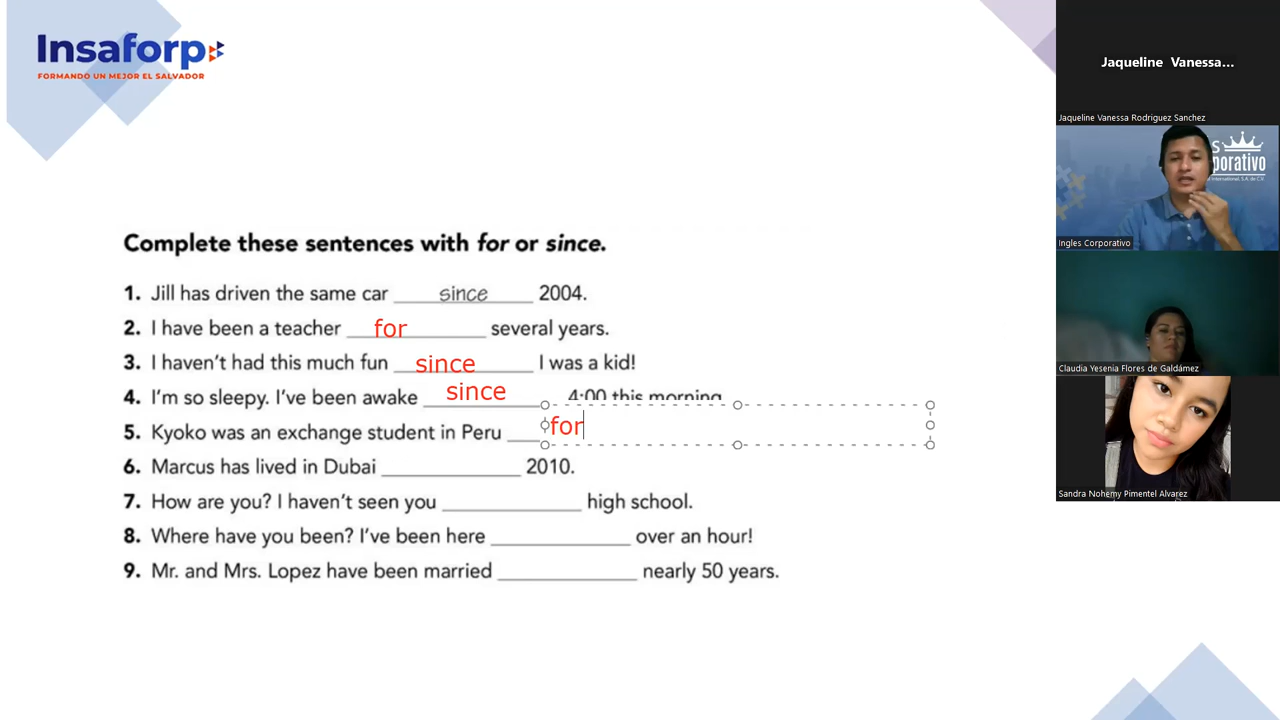 Insaforp
FORMANDO UN MEJOR EL SALVADOR
Complete these sentences with for or since.
1. Jill has driven the same car since 2004.
2. I have been a teacher for several years.
3. I haven't had this much fun since I was a kid!
4. I'm so sleepy. I've been awake since 4:00 this morning
5. Kyoko was an exchange student in Peru for
6. Marcus has lived in Dubai ____________ 2010.
7. How are you? I haven't seen you ____________ high school.
8. Where have you been? I've been here ____________ over an hour!
9. Mr. and Mrs. Lopez have been married ____________ nearly 50 years.
Jaqueline Vanessa...
Jaqueline Vanessa Rodriguez Sanchez
Ingles Corporativo
Claudia Yesenia Flores de Galdámez
Sandra Nohemy Pimentel Alvarez